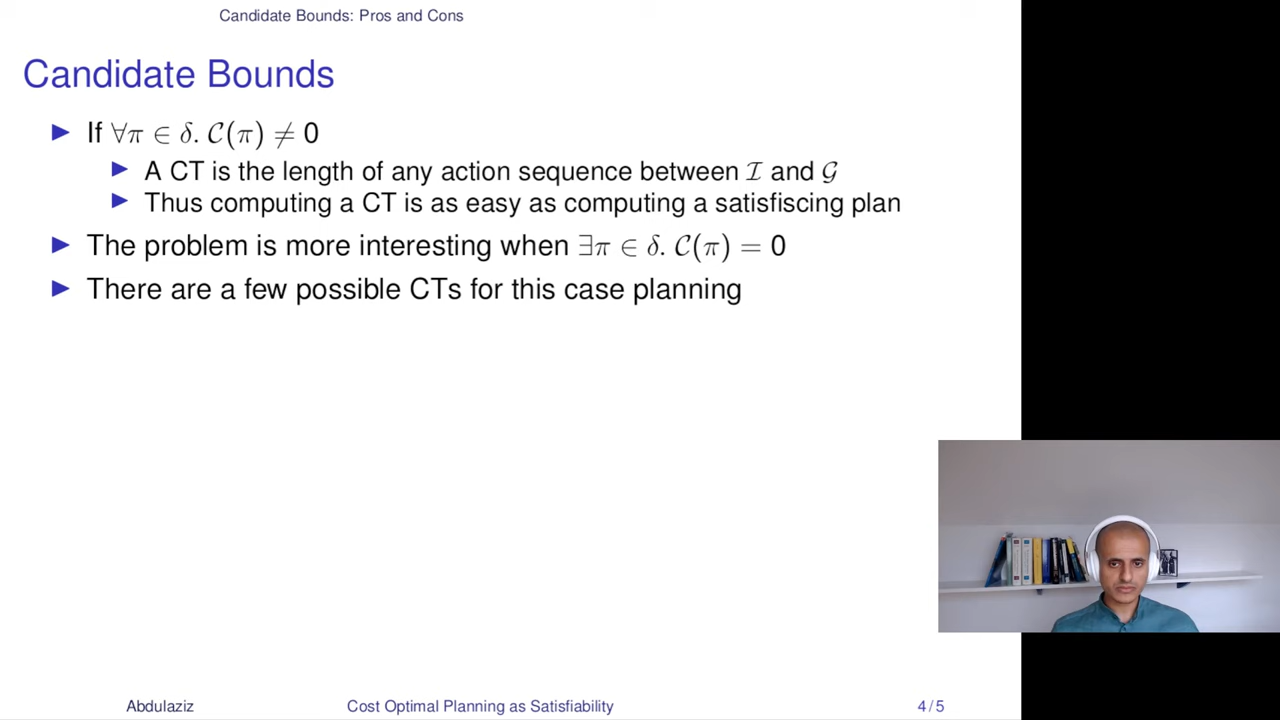 Candidate Bounds: Pros and Cons
Candidate Bounds
▶ If ∀π ∈ δ. 𝒞(π) ≠ 0
▶ A CT is the length of any action sequence between ℐ and 𝒢
▶ Thus computing a CT is as easy as computing a satisfiscing plan
▶ The problem is more interesting when ∃π ∈ δ. 𝒞(π) = 0
▶ There are a few possible CTs for this case planning
Abdulaziz Cost Optimal Planning as Satisfiability 4/5